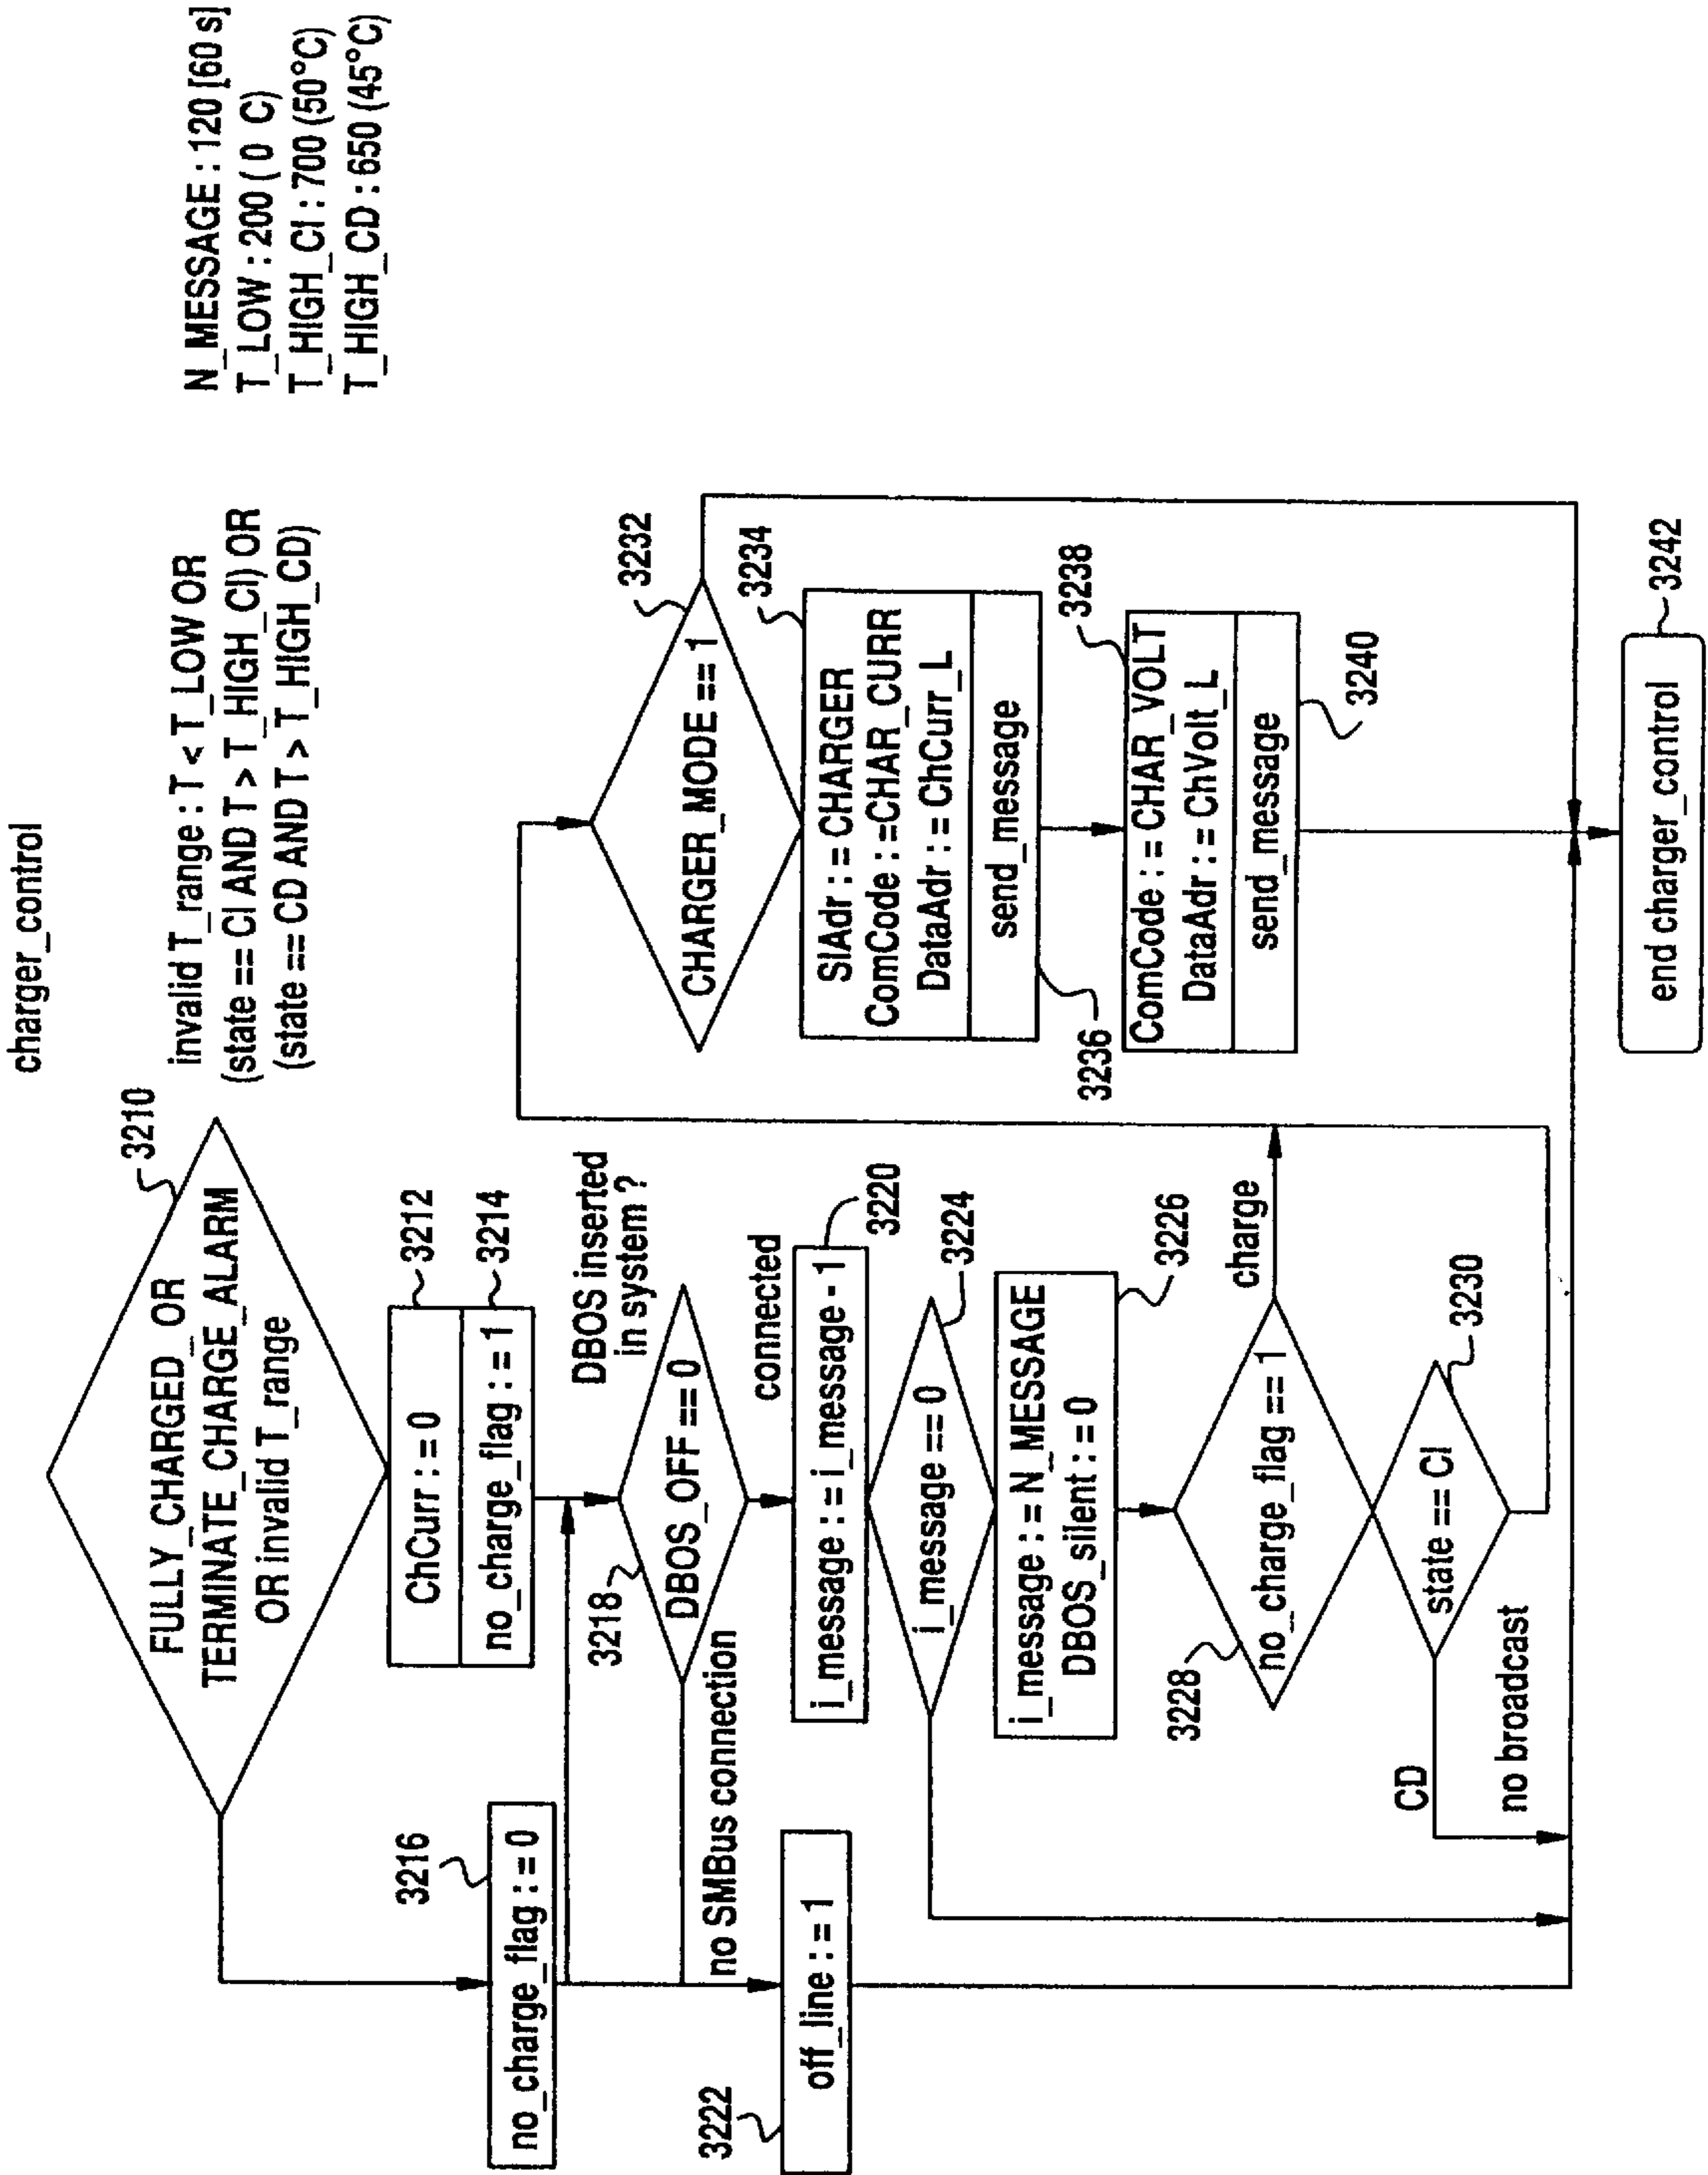 charger_control
N_MESSAGE : 120 [60 s]
T_LOW : 200 ( 0 C)
T_HIGH_CI : 700 (50°C)
T_HIGH_CD : 650 (45°C)
invalid T_range : T < T_LOW OR
(state == CI AND T > T_HIGH_CI) OR
(state == CD AND T > T_HIGH_CD)
3210
FULLY_CHARGED_OR
TERMINATE_CHARGE_ALARM
OR invalid T_range
3212
ChCurr : = 0
3214
no_charge_flag : = 1
3216
no_charge_flag : = 0
DBOS inserted
in system ?
3218
DBOS_OFF == 0
no SMBus connection
connected
3220
i_message : = i_message - 1
3222
off_line : = 1
3224
i_message == 0
3226
i_message : = N_MESSAGE
DBOS_silent : = 0
3228
no_charge_flag == 1
charge
3230
state == CI
CD
no broadcast
3232
CHARGER_MODE == 1
3234
SlAdr : = CHARGER
ComCode : =CHAR_CURR
DataAdr : = ChCurr_L
send_message
3236
3238
ComCode : = CHAR_VOLT
DataAdr : = ChVolt_L
send_message
3240
end charger_control
3242